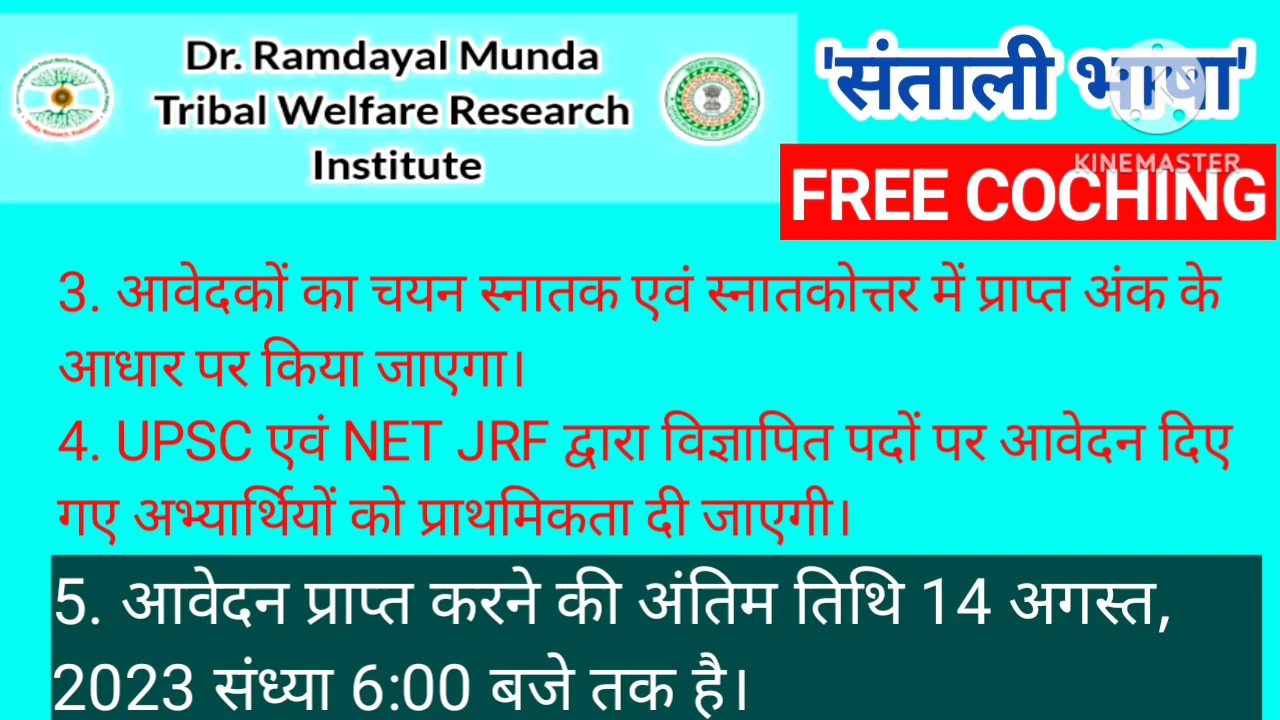 Dr. Ramdayal Munda
Tribal Welfare Research
Institute
'संताली भाषा'
KINEMASTER
FREE COCHING
3. आवेदकों का चयन स्नातक एवं स्नातकोत्तर में प्राप्त अंक के
आधार पर किया जाएगा।
4. UPSC एवं NET JRF द्वारा विज्ञापित पदों पर आवेदन दिए
गए अभ्यार्थियों को प्राथमिकता दी जाएगी।
5. आवेदन प्राप्त करने की अंतिम तिथि 14 अगस्त,
2023 संध्या 6:00 बजे तक है।